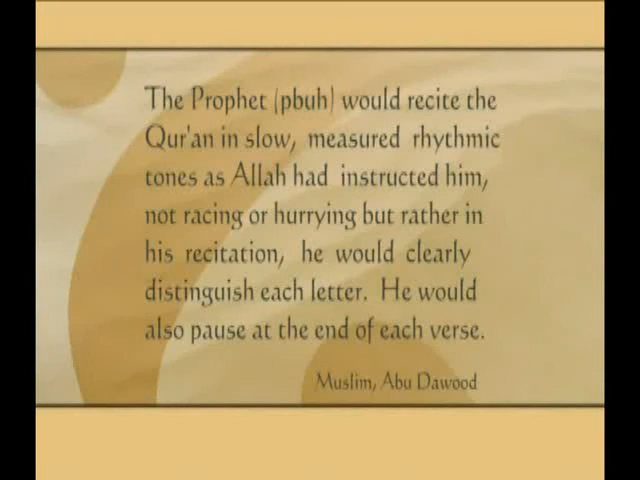 The Prophet (pbuh) would recite the
Qur'an in slow, measured rhythmic
tones as Allah had instructed him,
not racing or hurrying but rather in
his recitation, he would clearly
distinguish each letter. He would
also pause at the end of each verse.
Muslim, Abu Dawood